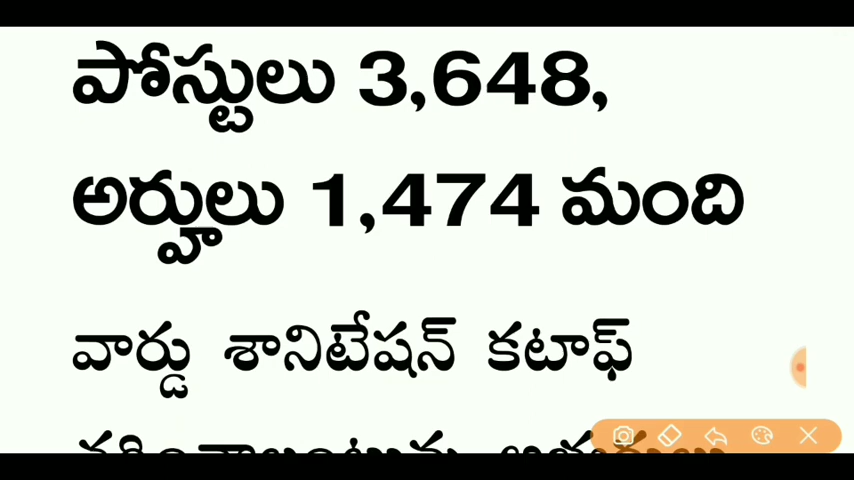 పోస్టులు 3,648,
అర్హులు 1,474 మంది
వార్డు శానిటేషన్ కటాఫ్